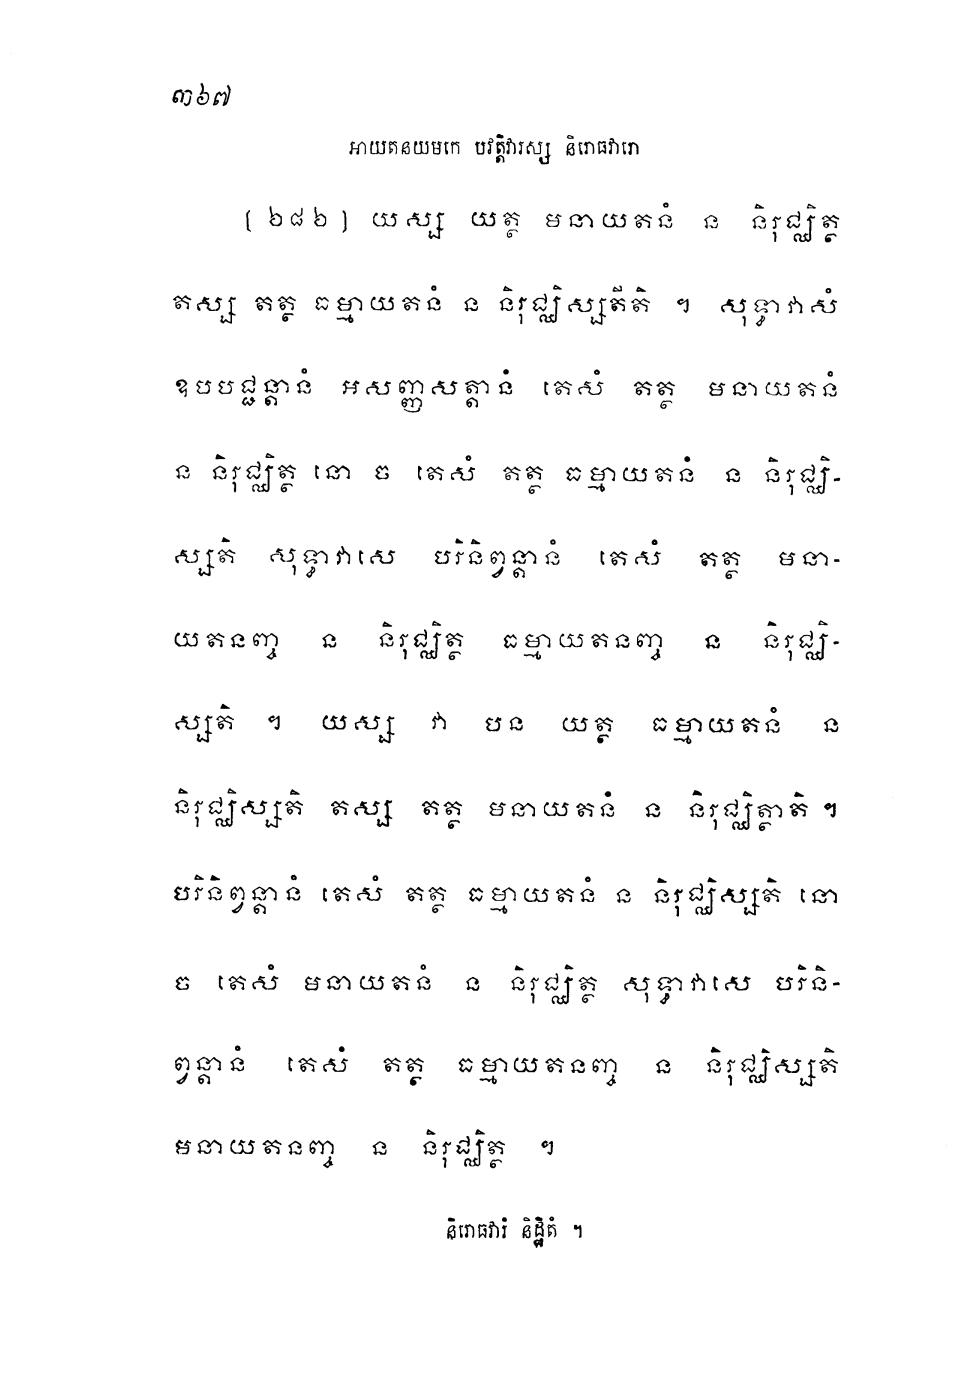 ៣៦៧
អាយតនយមកេ បវត្តិវារស្ស និរោធវារោ
( ២៨៦ ) យស្ស យត្ថ មនាយតនំ ន និរុជ្ឈិត្ថ
តស្ស តត្ថ ធម្មាយតនំ ន និរុជ្ឈិស្សតីតិ ។ សុទ្ធាវាសំ
ឧបបជ្ជន្តានំ អសញ្ញសត្តានំ តេសំ តត្ថ មនាយតនំ
ន និរុជ្ឈិត្ថ នោ ច តេសំ តត្ថ ធម្មាយតនំ ន និរុជ្ឈិ-
ស្សតិ សុទ្ធាវាសេ បរិនិព្វន្តានំ តេសំ តត្ថ មនា-
យតនញ្ច ន និរុជ្ឈិត្ថ ធម្មាយតនញ្ច ន និរុជ្ឈិ-
ស្សតិ ។ យស្ស វា បន យត្ថ ធម្មាយតនំ ន
និរុជ្ឈិស្សតិ តស្ស តត្ថ មនាយតនំ ន និរុជ្ឈិត្ថាតិ ។
បរិនិព្វន្តានំ តេសំ តត្ថ ធម្មាយតនំ ន និរុជ្ឈិស្សតិ នោ
ច តេសំ មនាយតនំ ន និរុជ្ឈិត្ថ សុទ្ធាវាសេ បរិនិ-
ព្វន្តានំ តេសំ តត្ថ ធម្មាយតនញ្ច ន និរុជ្ឈិស្សតិ
មនាយតនញ្ច ន និរុជ្ឈិត្ថ ។
និរោធវារំ និដ្ឋិតំ ។